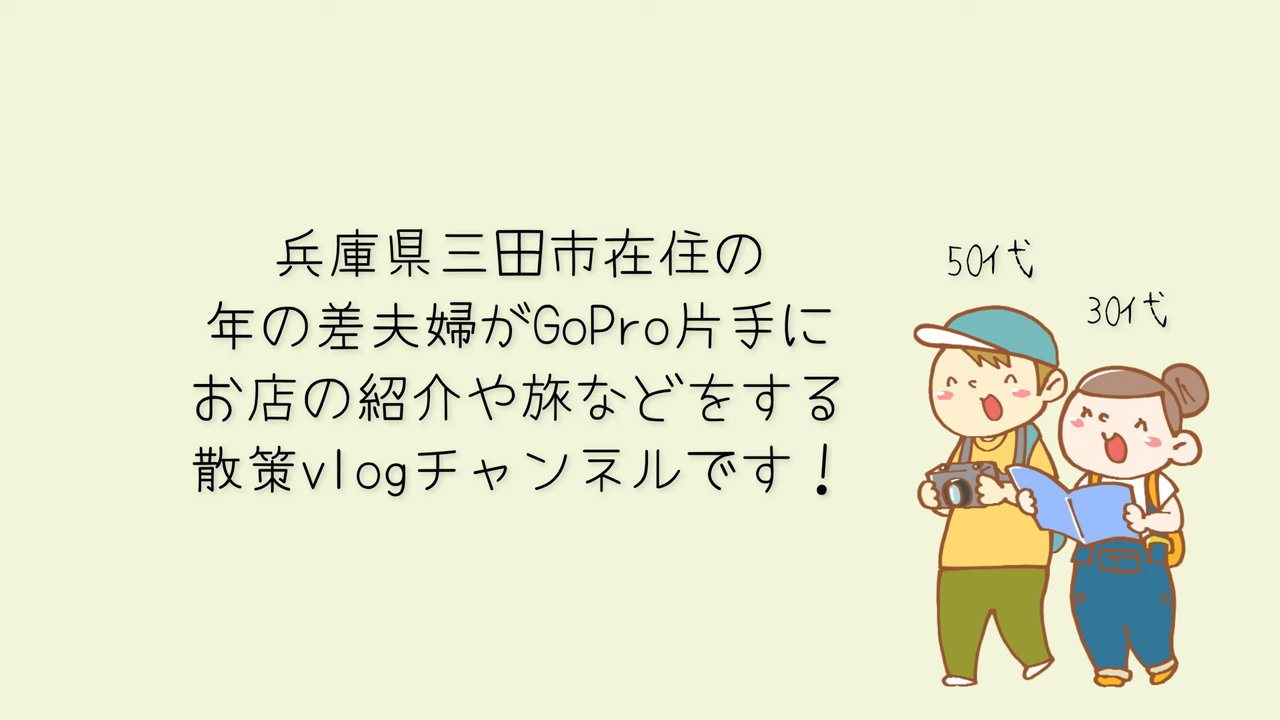 兵庫県三田市在住の
年の差夫婦がGoPro片手に
お店の紹介や旅などをする
散策vlogチャンネルです！
50代
30代